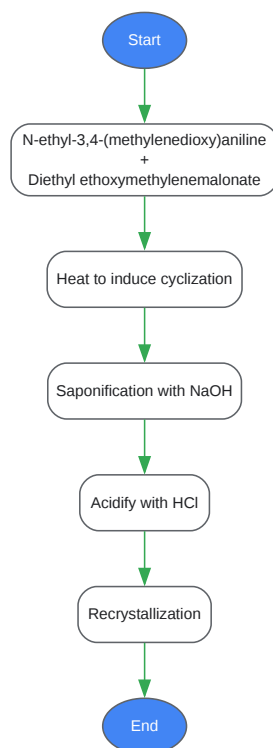 Start
N-ethyl-3,4-(methylenedioxy)aniline
+
Diethyl ethoxymethylenemalonate
Heat to induce cyclization
Saponification with NaOH
Acidify with HCl
Recrystallization
End